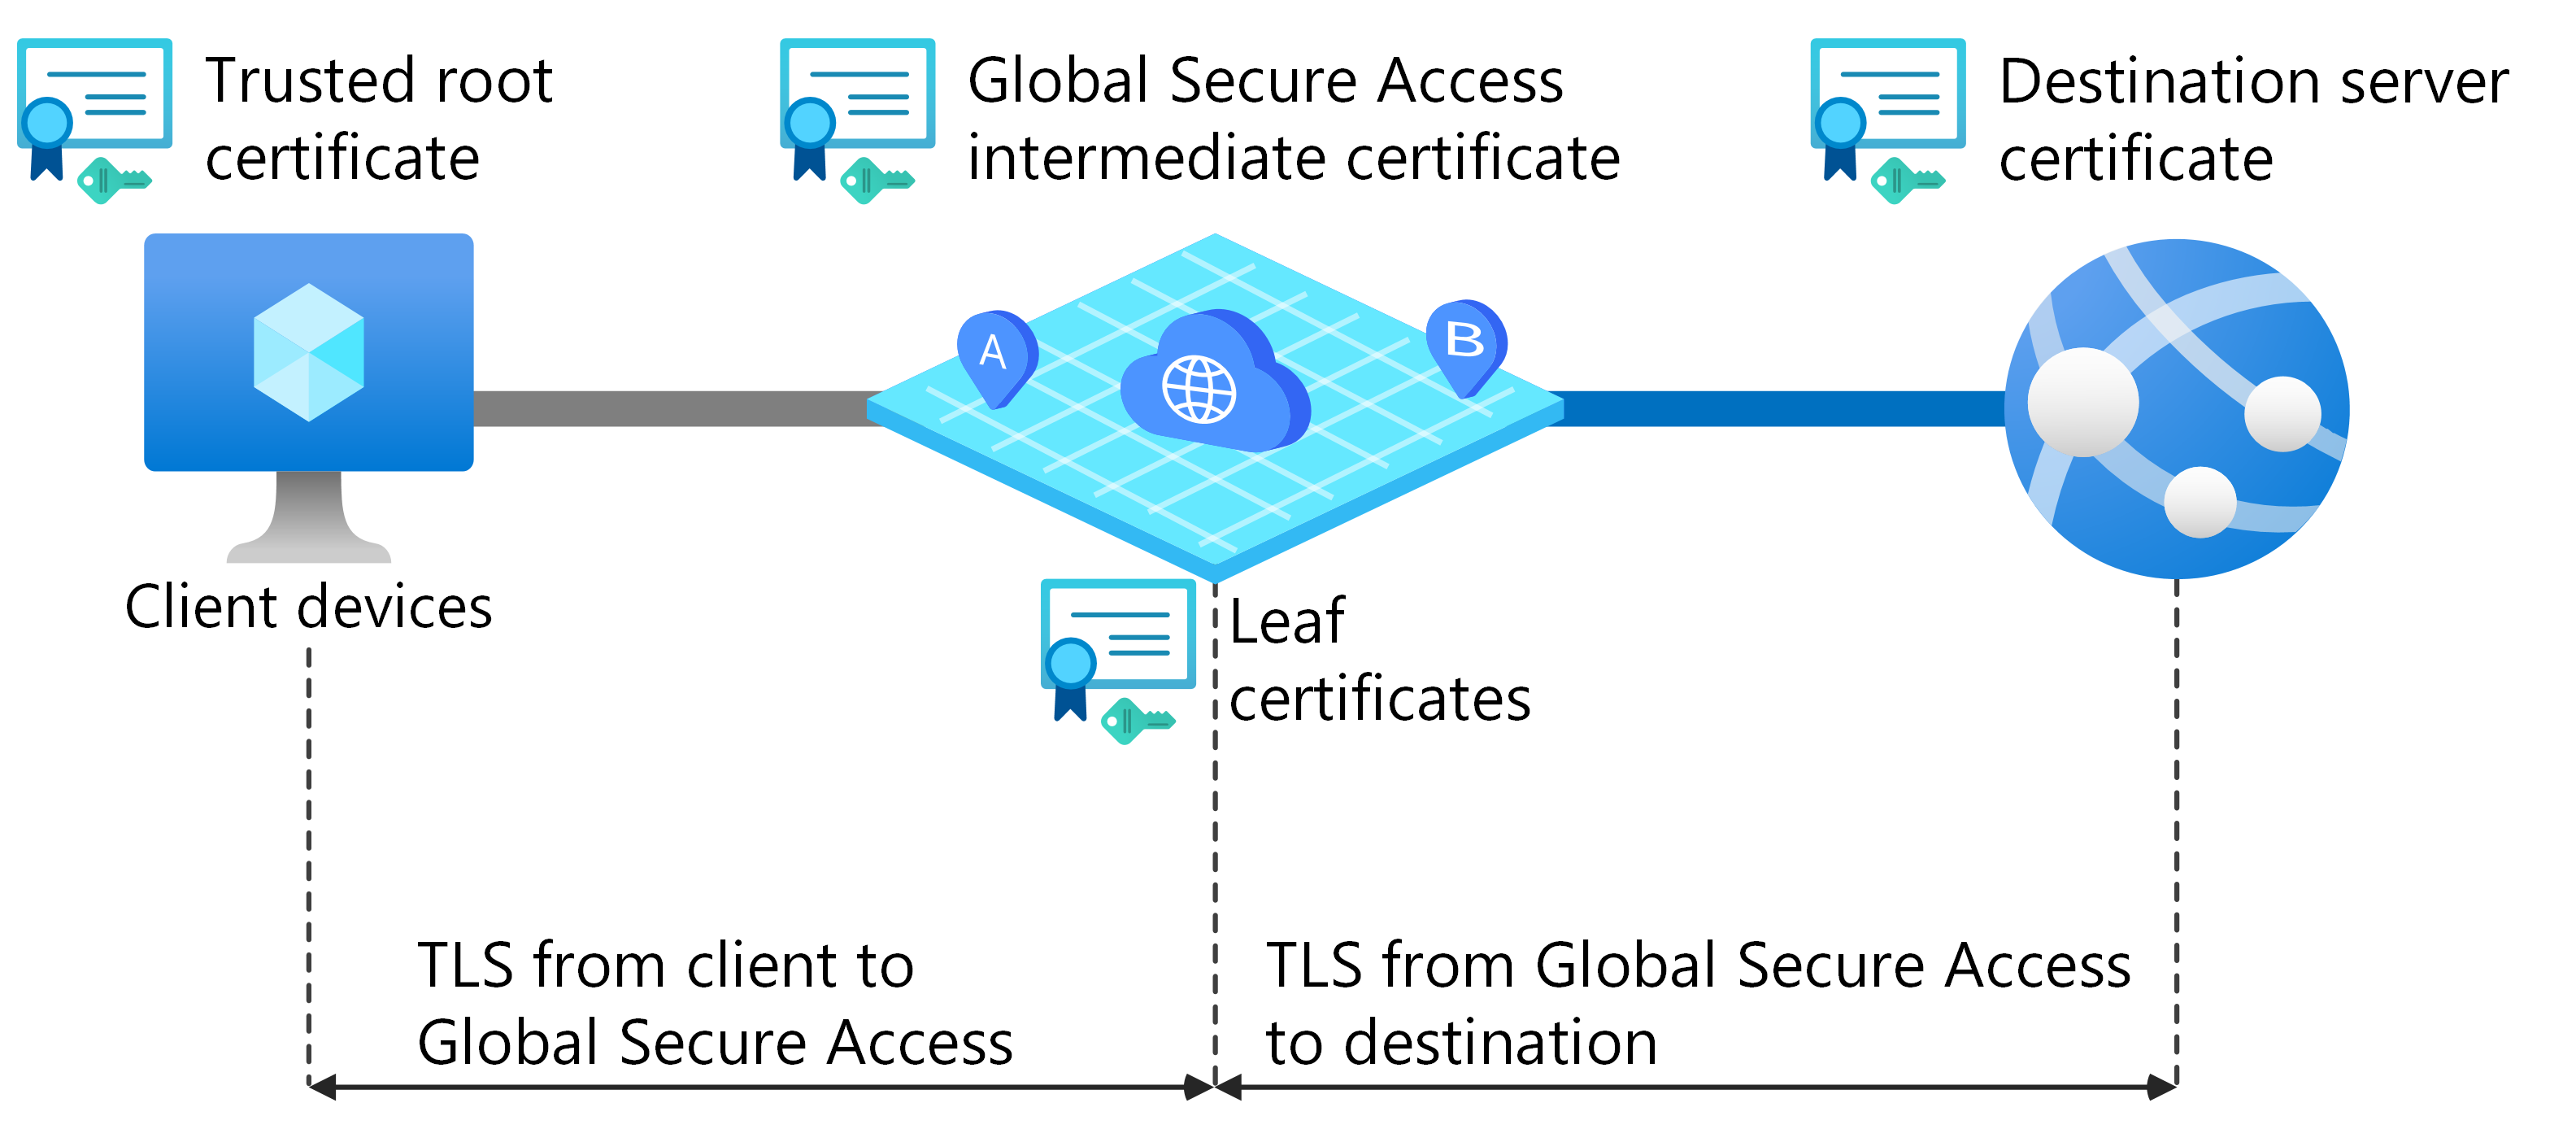 Trusted root
certificate
Global Secure Access
intermediate certificate
Destination server
certificate
A
B
Client devices
Leaf
certificates
TLS from client to
Global Secure Access
TLS from Global Secure Access
to destination